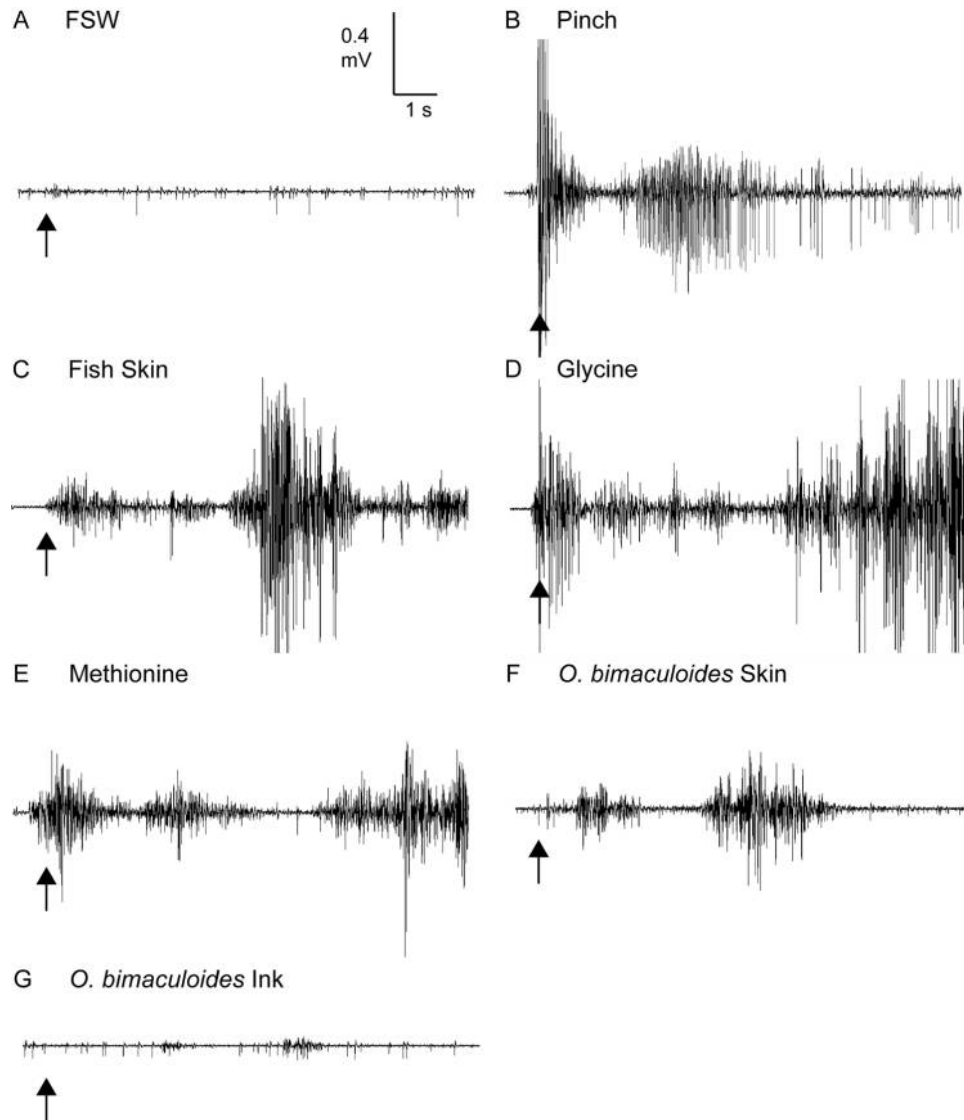 A FSW
0.4
mV
1 s
B Pinch
C Fish Skin
D Glycine
E Methionine
F O. bimaculoides Skin
G O. bimaculoides Ink